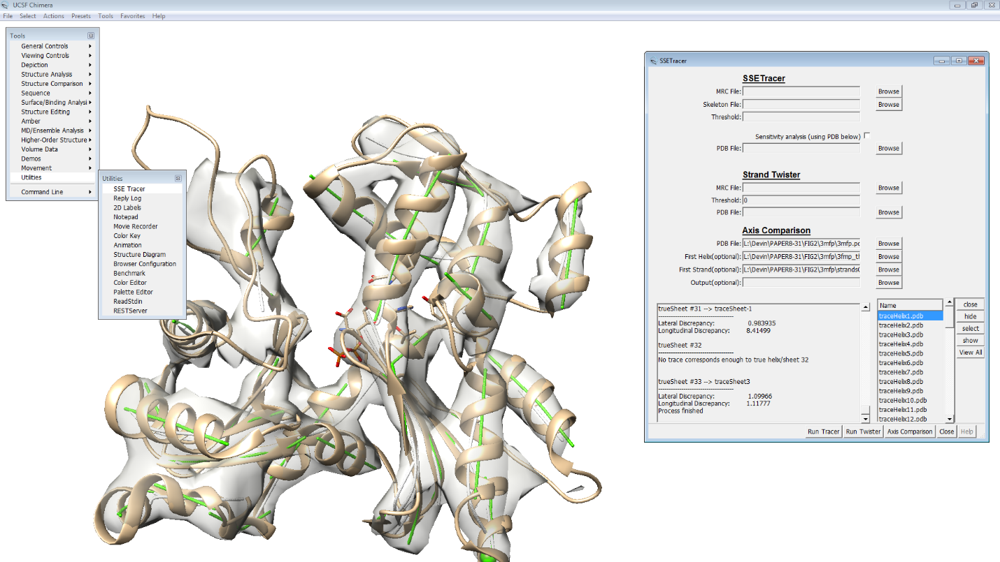 UCSF Chimera
File Select Actions Presets Tools Favorites Help
Tools
General Controls
Viewing Controls
Depiction
Structure Analysis
Structure Comparison
Sequence
Surface/Binding Analysi
Structure Editing
Amber
MD/Ensemble Analysis
Higher-Order Structure
Volume Data
Demos
Movement
Utilities
Command Line
Utilities
SSE Tracer
Reply Log
2D Labels
Notepad
Movie Recorder
Color Key
Animation
Structure Diagram
Browser Configuration
Benchmark
Color Editor
Palette Editor
ReadStdin
RESTServer
SSETracer
SSETracer
MRC File: Browse
Skeleton File: Browse
Threshold:
Sensitivity analysis (using PDB below)
PDB File: Browse
Strand Twister
MRC File: Browse
Threshold: 0
PDB File: Browse
Axis Comparison
PDB File: L:\Devin\PAPER8-31\FIG2\3mfp\3mfp.pd Browse
First Helix(optional): L:\Devin\PAPER8-31\FIG2\3mfp\3fmp_tl Browse
First Strand(optional): L:\Devin\PAPER8-31\FIG2\3mfp\strands( Browse
Output(optional): Browse
trueSheet #31 --> traceSheet-1
-----------------------------------
Lateral Discrepancy: 0.983935
Longitudinal Discrepancy: 8.41499
trueSheet #32
-----------------------------------
No trace corresponds enough to true helix/sheet 32
trueSheet #33 --> traceSheet3
-----------------------------------
Lateral Discrepancy: 1.09966
Longitudinal Discrepancy: 1.11777
Process finished
Name
traceHelix1.pdb
traceHelix2.pdb
traceHelix3.pdb
traceHelix4.pdb
traceHelix5.pdb
traceHelix6.pdb
traceHelix7.pdb
traceHelix8.pdb
traceHelix9.pdb
traceHelix10.pdb
traceHelix11.pdb
traceHelix12.pdb
close
hide
select
show
View All
Run Tracer Run Twister Axis Comparison Close Help